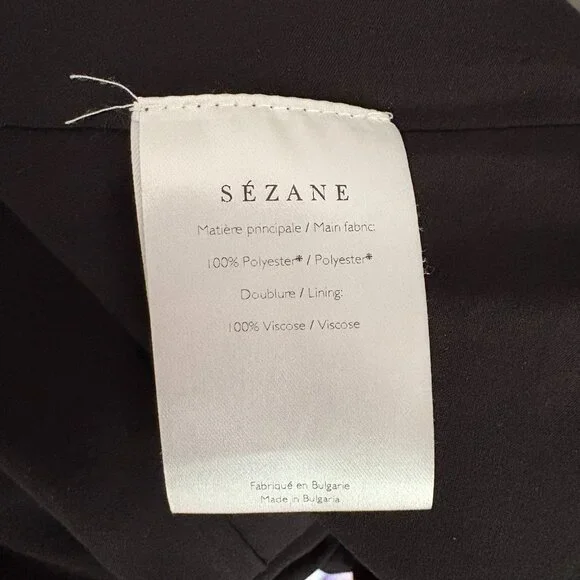 SÉZANE
Matière principale / Main fabric:
100% Polyester* / Polyester*
Doublure / Lining:
100% Viscose / Viscose
Fabriqué en Bulgarie
Made in Bulgaria